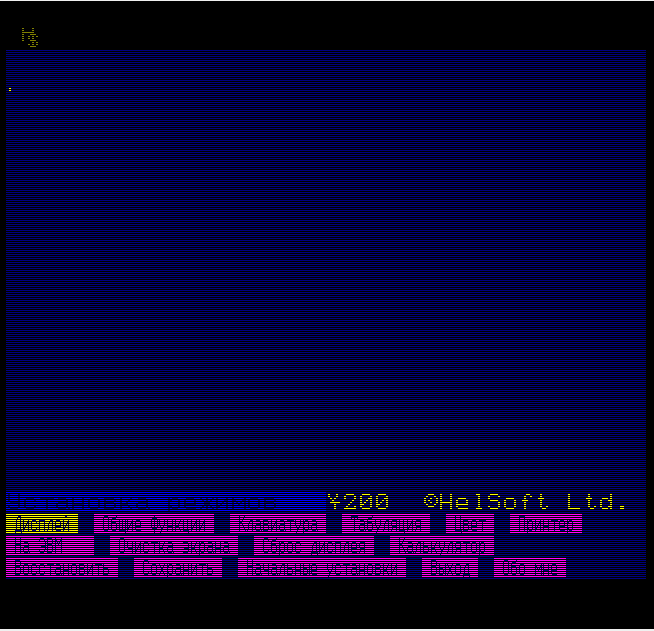 Установка режимов ¥200 ©HelSoft Ltd.
Дисплей Общие функции Клавиатура Табуляция Цвет Принтер
На ЭВМ Очистка экрана Сброс дисплея Калькулятор
Восстановить Сохранить Начальные установки Выход Обо мне